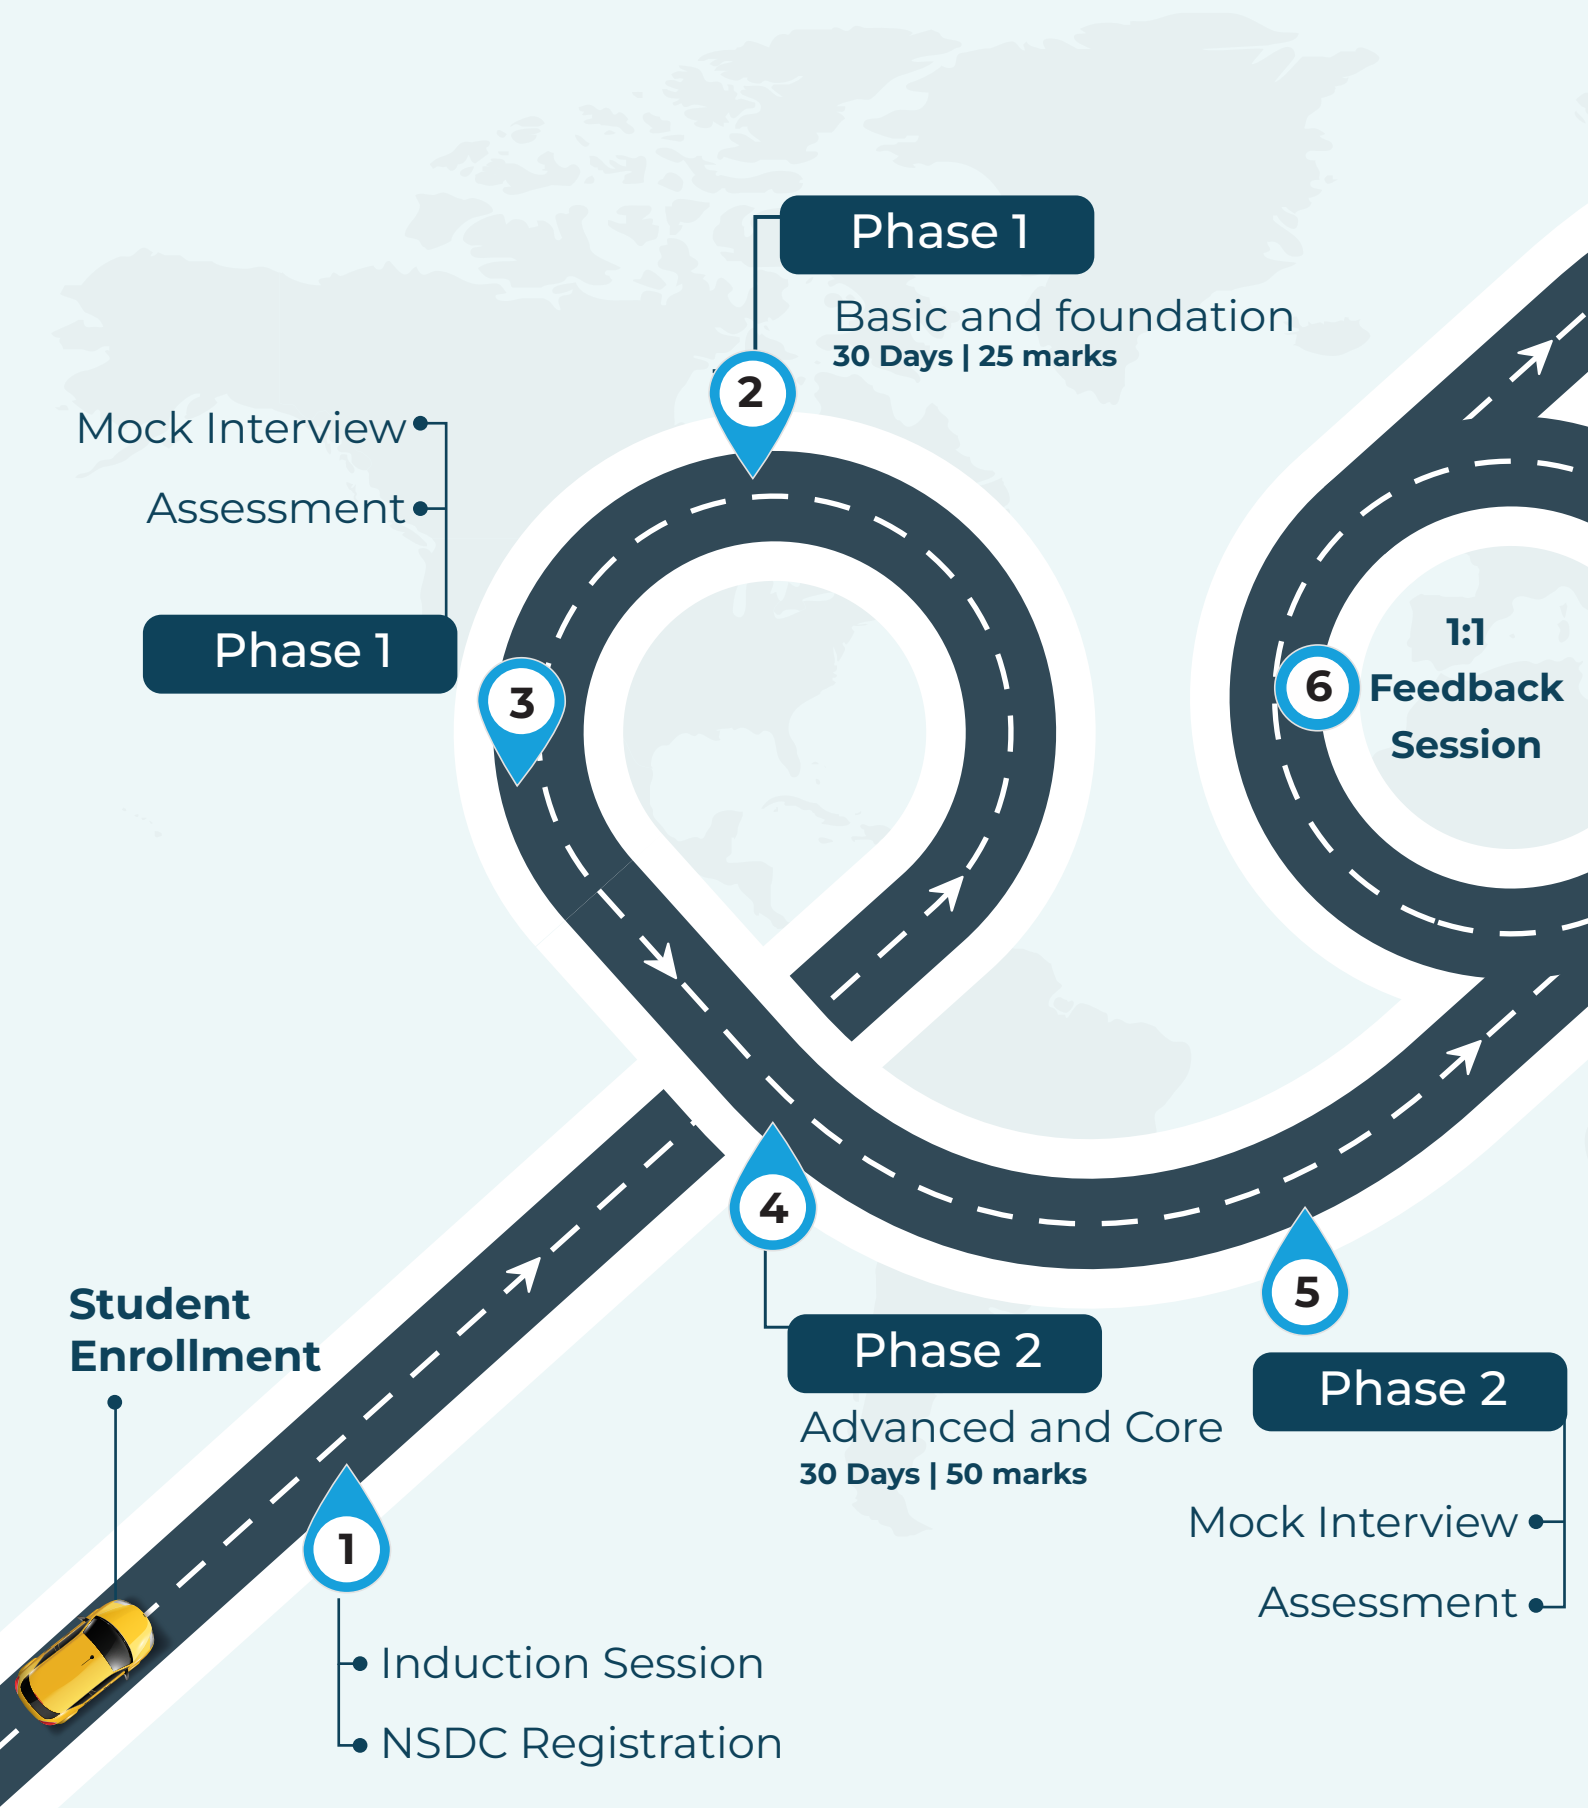 Phase 1
Basic and foundation
30 Days | 25 marks
2
Mock Interview
Assessment
Phase 1
3
1:1
Feedback
Session
6
4
Phase 2
Advanced and Core
30 Days | 50 marks
5
Phase 2
Mock Interview
Assessment
Student
Enrollment
1
Induction Session
NSDC Registration